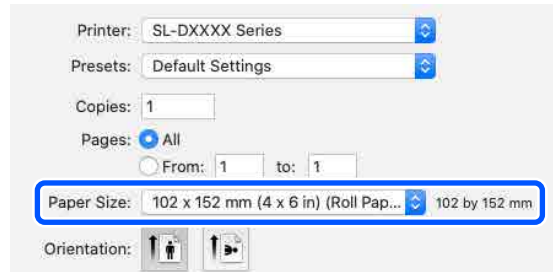 Printer: SL-DXXXX Series
Presets: Default Settings
Copies: 1
Pages: All
From: 1 to: 1
Paper Size: 102 x 152 mm (4 x 6 in) (Roll Pap... 102 by 152 mm
Orientation: